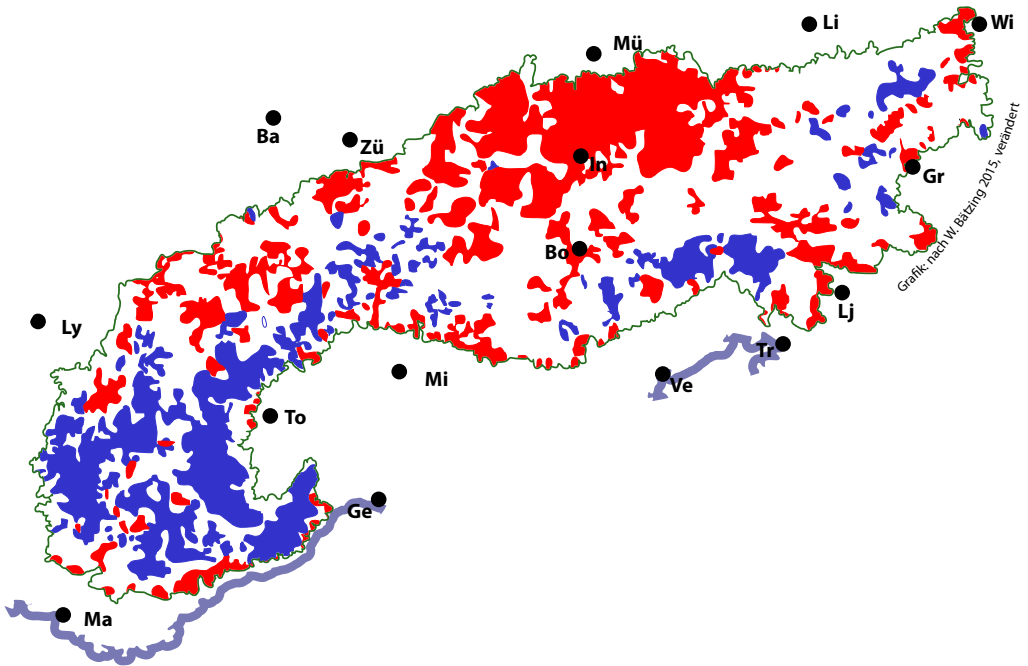 Li
Wi
Mü
Ba
Zü
In
Gr
Grafik: nach W. Bätzing 2015, verändert
Bo
Lj
Ly
Tr
Mi
Ve
To
Ge
Ma